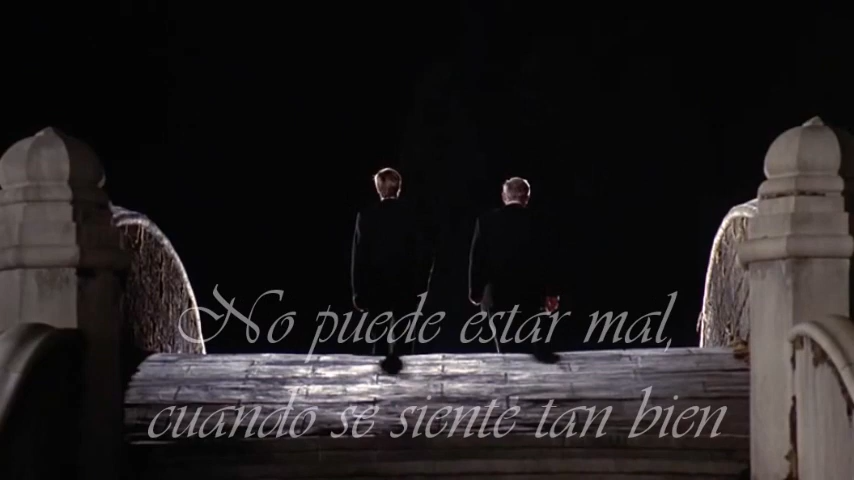 No puede estar mal,
cuando se siente tan bien